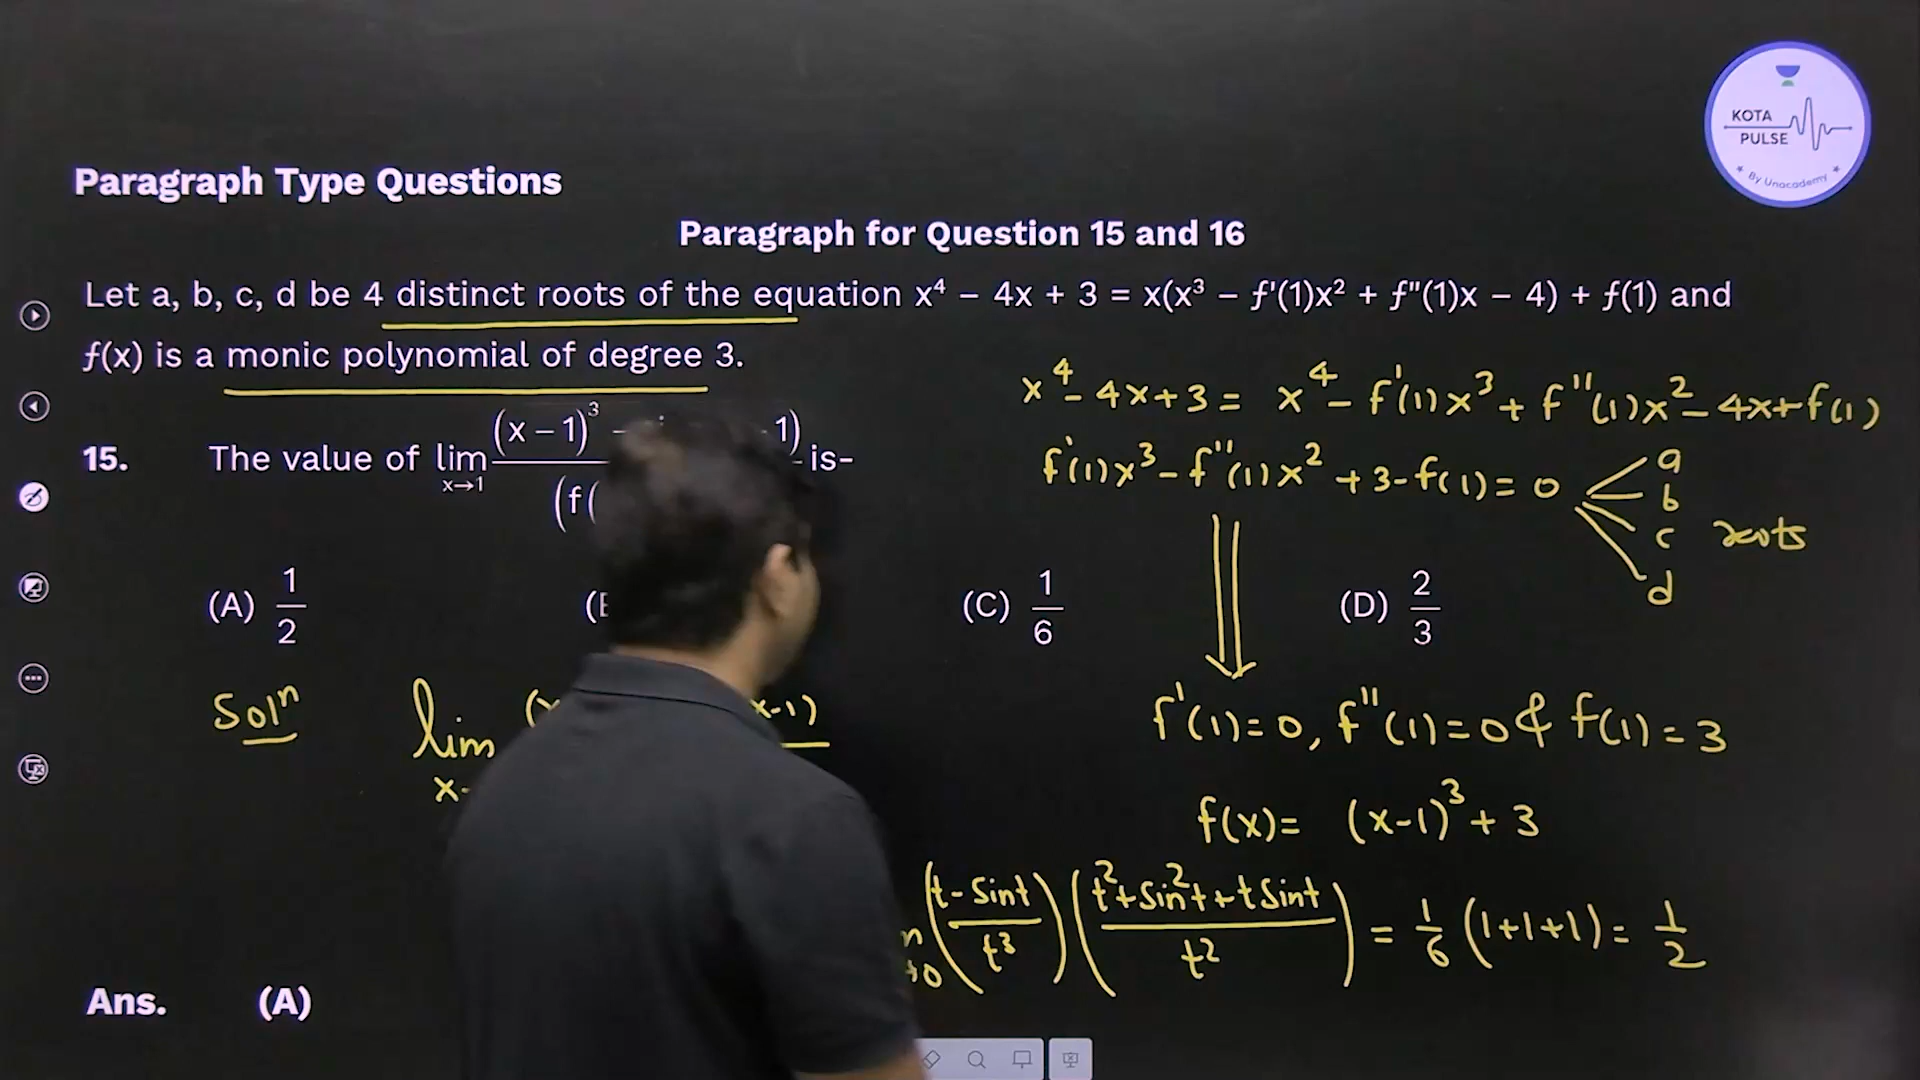 KOTA
PULSE
By Unacademy
Paragraph Type Questions
Paragraph for Question 15 and 16
Let a, b, c, d be 4 distinct roots of the equation x⁴ – 4x + 3 = x(x³ – f'(1)x² + f"(1)x – 4) + f(1) and
f(x) is a monic polynomial of degree 3.
x⁴ - 4x + 3 = x⁴ - f'(1)x³ + f''(1)x² - 4x + f(1)
15. The value of lim x→1 (x – 1)³ – 1) (f( is-
f'(1)x³ - f''(1)x² + 3 - f(1) = 0
a
b
c roots
d
(A) 1/2 (C) 1/6 (D) 2/3
Solⁿ lim x- x-1)
f'(1)=0, f''(1)=0 & f(1)=3
f(x)= (x-1)³ + 3
(t - Sint / t³) (t² + Sin²t + t Sint / t²) = 1/6 (1+1+1) = 1/2
Ans. (A)